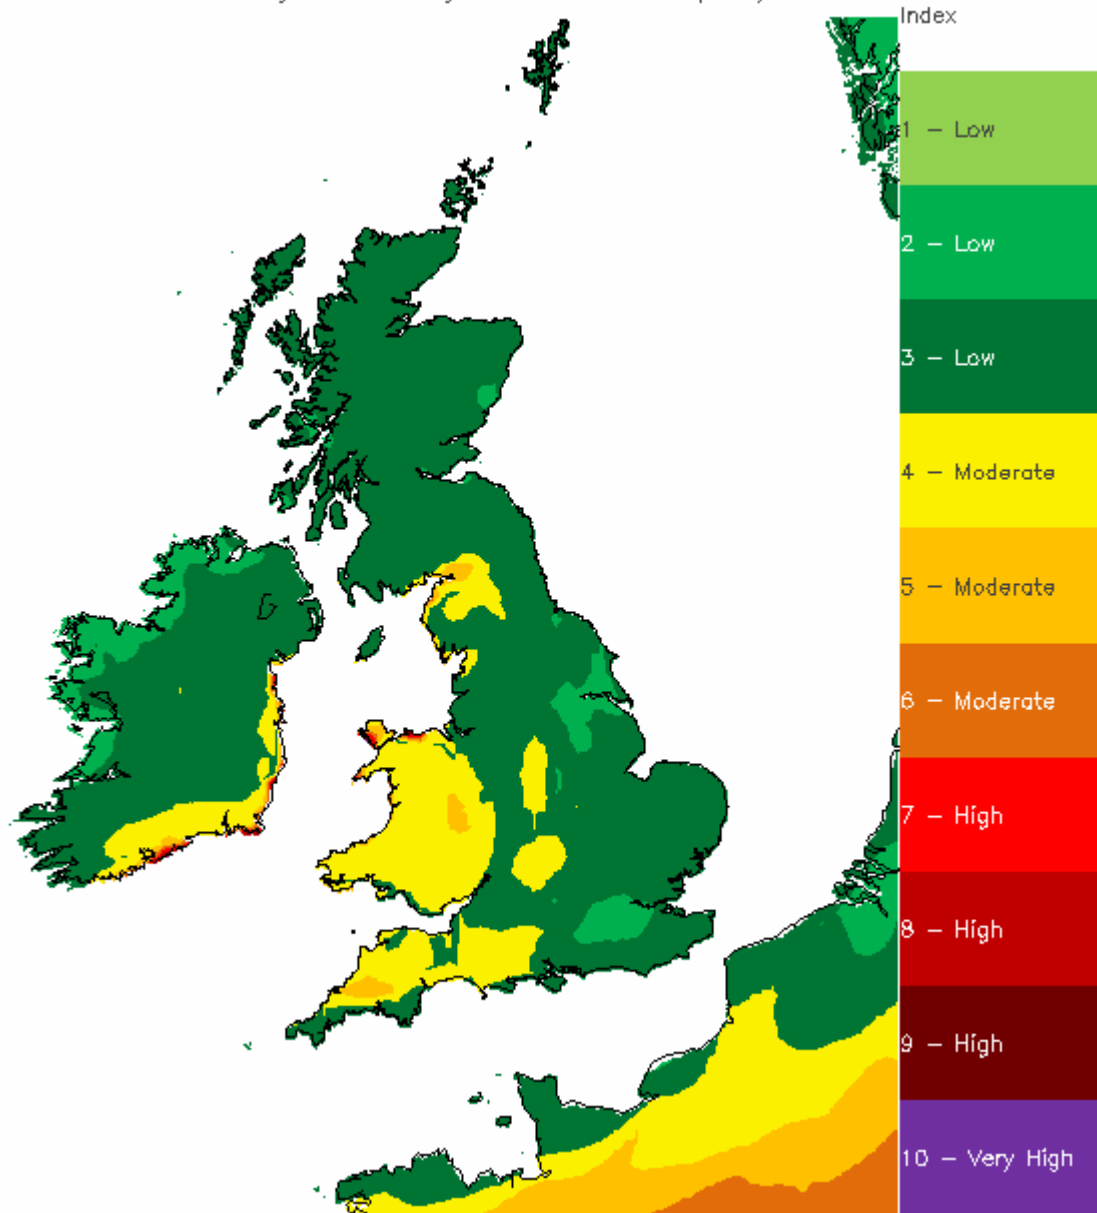 Index
1 – Low
2 – Low
3 – Low
4 – Moderate
5 – Moderate
6 – Moderate
7 – High
8 – High
9 – High
10 – Very High